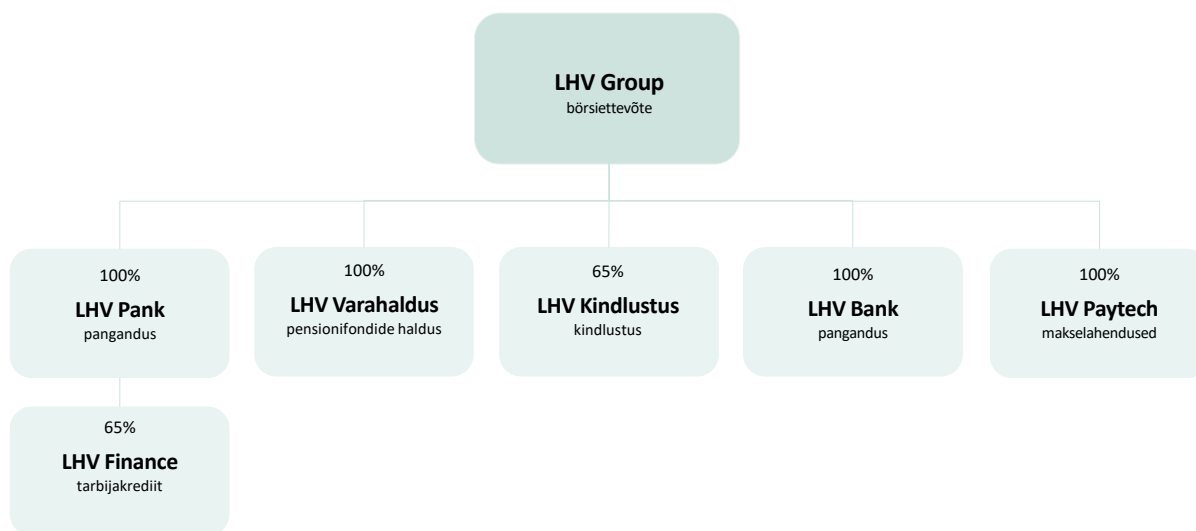 LHV Group
börsiettevõte
100%
LHV Pank
pangandus
100%
LHV Varahaldus
pensionifondide haldus
65%
LHV Kindlustus
kindlustus
100%
LHV Bank
pangandus
100%
LHV Paytech
makselahendused
65%
LHV Finance
tarbijakrediit